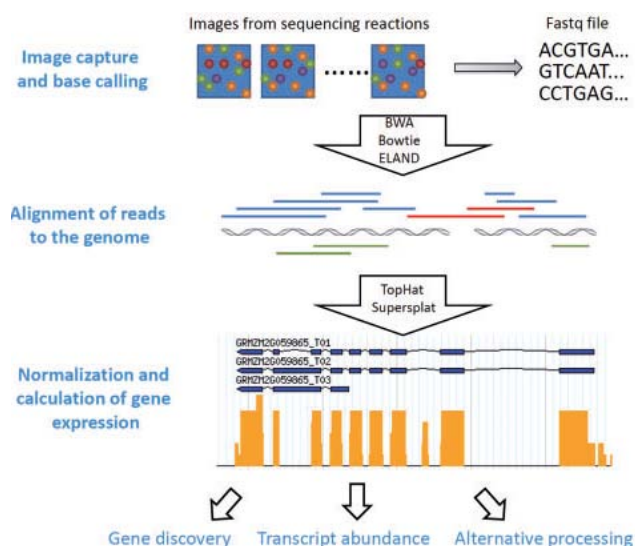 Images from sequencing reactions
Fastq file
Image capture
and base calling
......
ACGTGA...
GTCAAT...
CCTGAG...
BWA
Bowtie
ELAND
Alignment of reads
to the genome
TopHat
Supersplat
GRMZM2G059865_T01
GRMZM2G059865_T02
GRMZM2G059865_T03
Normalization and
calculation of gene
expression
Gene discovery
Transcript abundance
Alternative processing